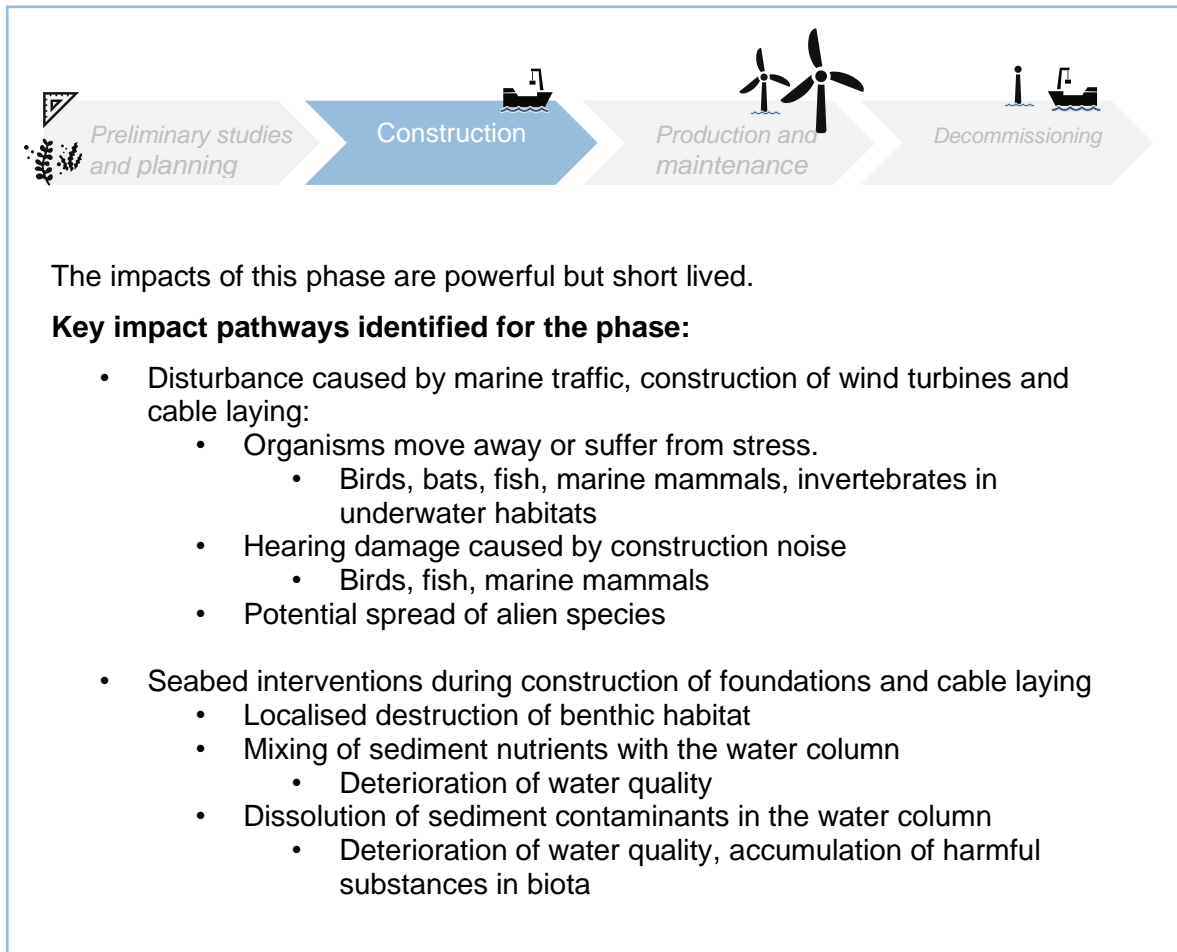 Preliminary studies
and planning
Construction
Production and
maintenance
Decommissioning
The impacts of this phase are powerful but short lived.
Key impact pathways identified for the phase:
• Disturbance caused by marine traffic, construction of wind turbines and
cable laying:
• Organisms move away or suffer from stress.
• Birds, bats, fish, marine mammals, invertebrates in
underwater habitats
• Hearing damage caused by construction noise
• Birds, fish, marine mammals
• Potential spread of alien species
• Seabed interventions during construction of foundations and cable laying
• Localised destruction of benthic habitat
• Mixing of sediment nutrients with the water column
• Deterioration of water quality
• Dissolution of sediment contaminants in the water column
• Deterioration of water quality, accumulation of harmful
substances in biota